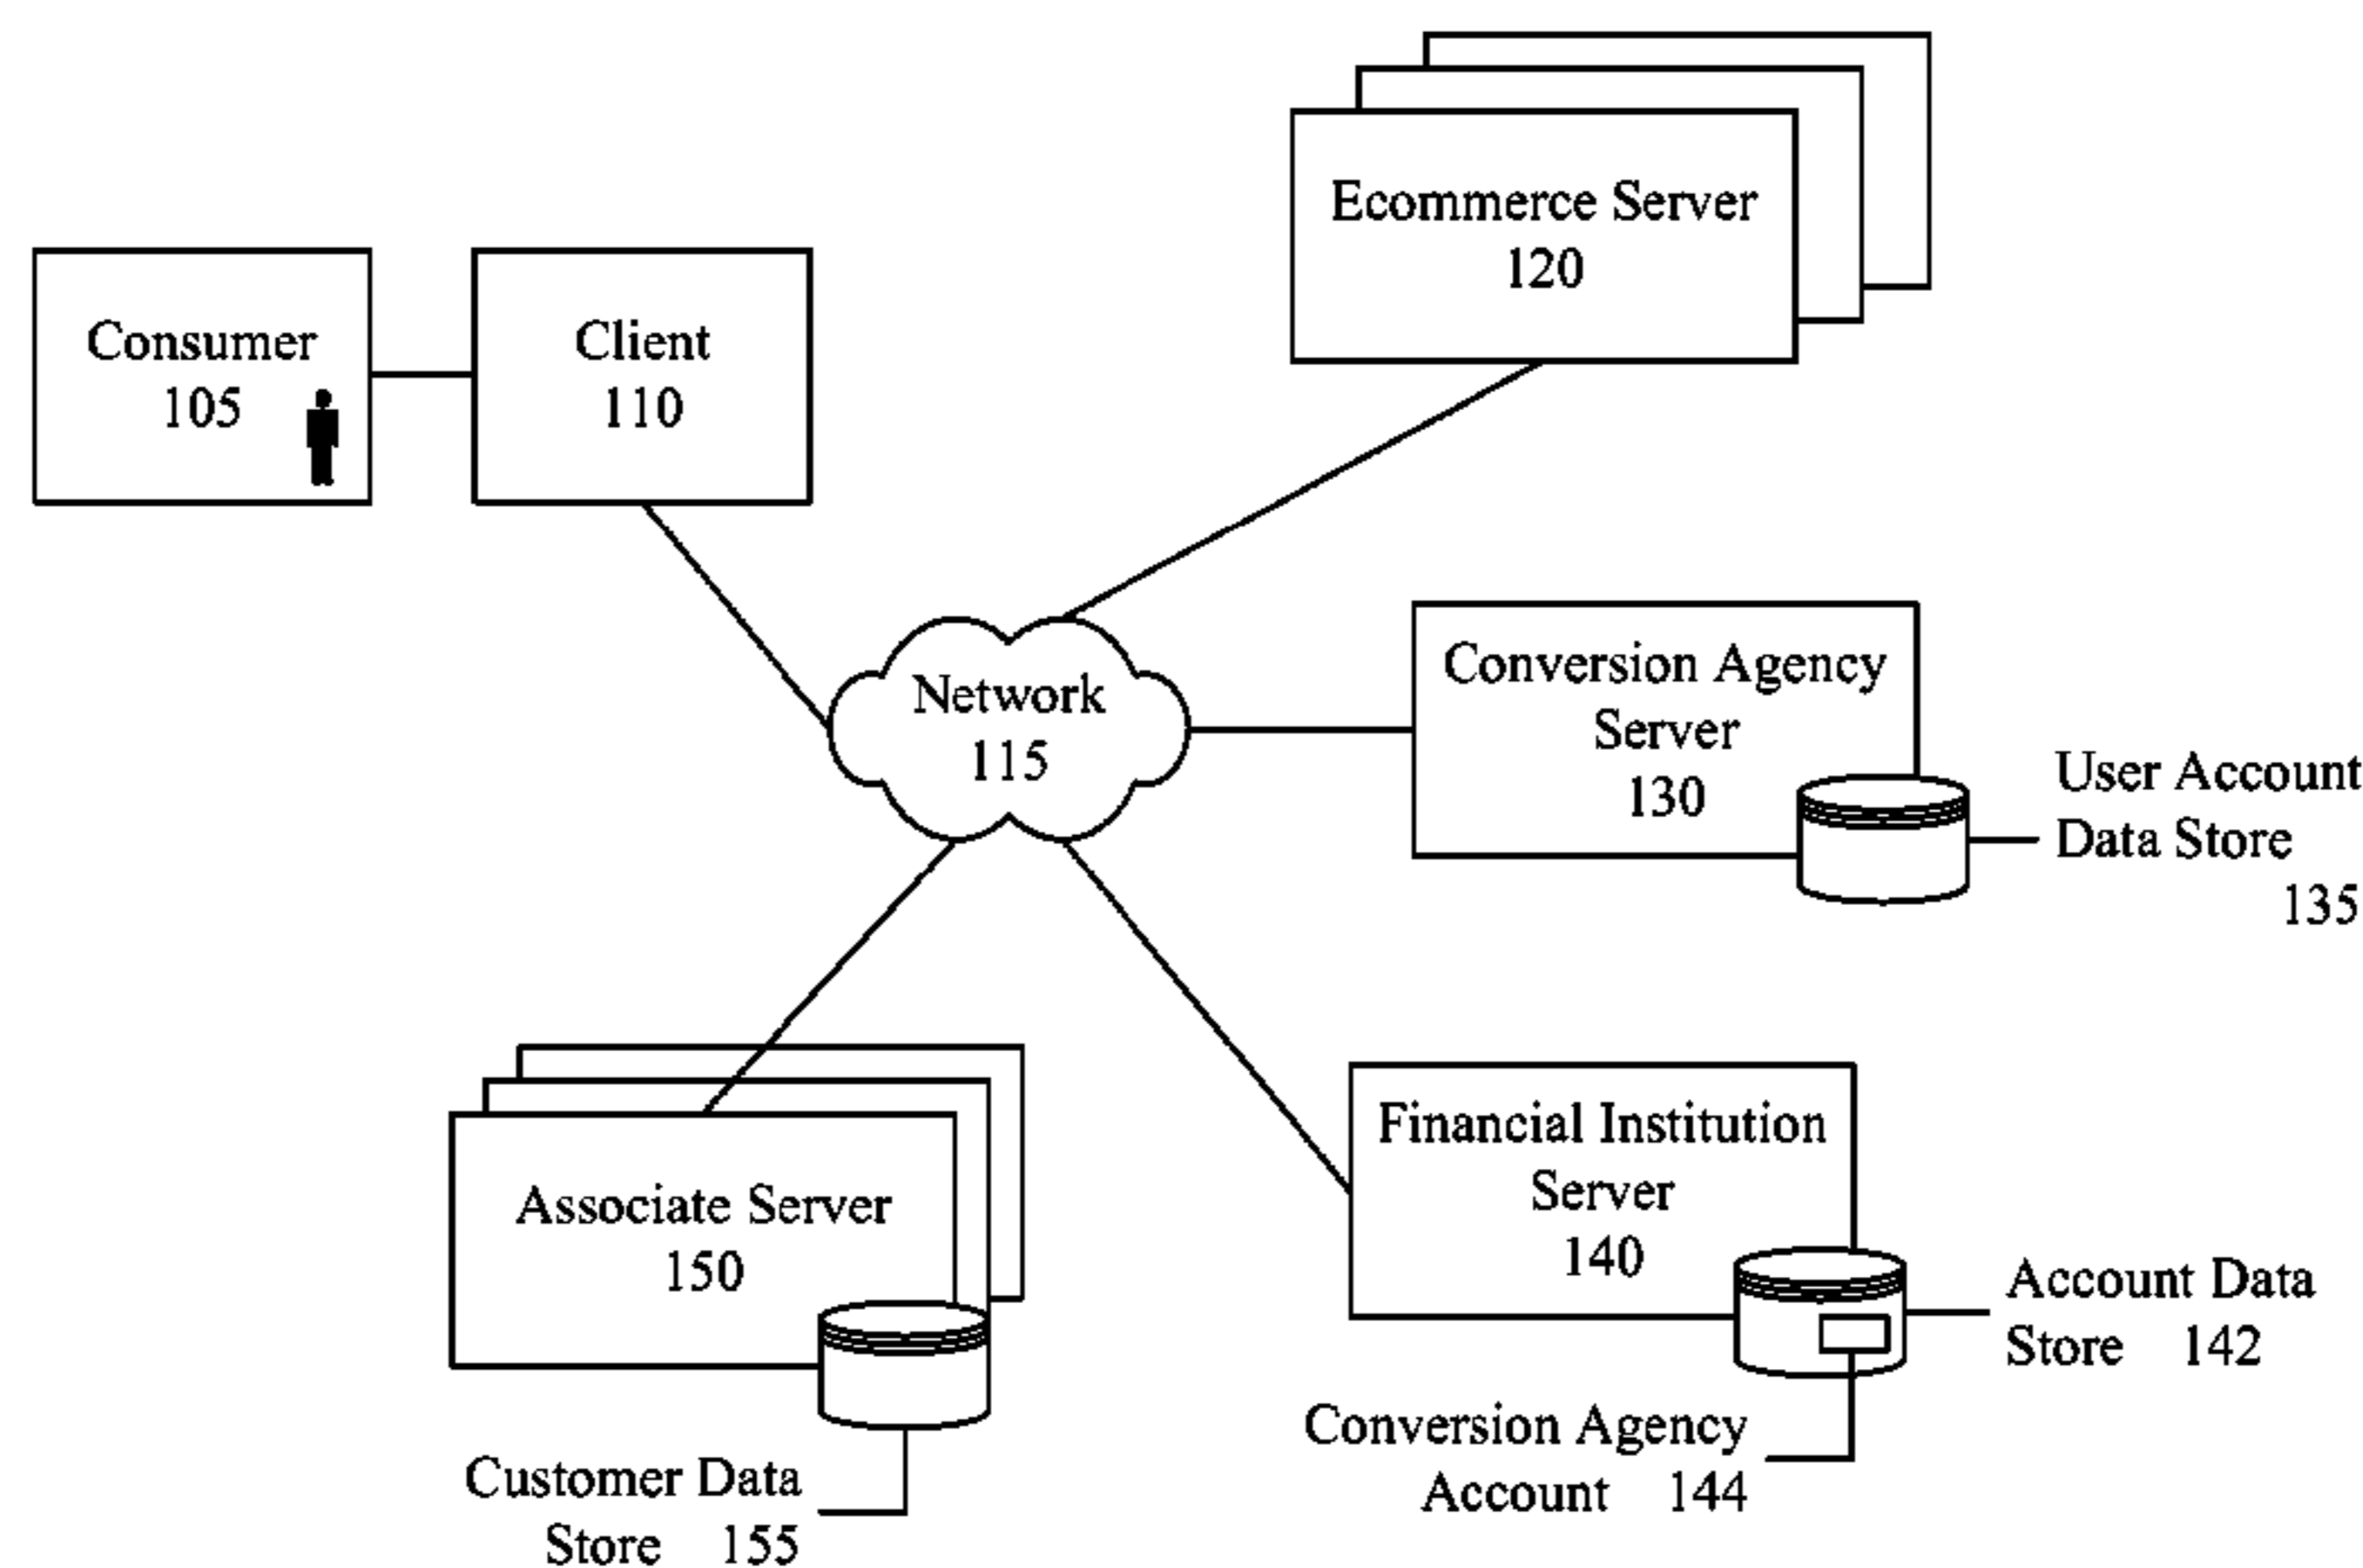 Ecommerce Server
120
Consumer
105
Client
110
Network
115
Conversion Agency
Server
130
User Account
Data Store
135
Associate Server
150
Customer Data
Store 155
Financial Institution
Server
140
Account Data
Store 142
Conversion Agency
Account 144